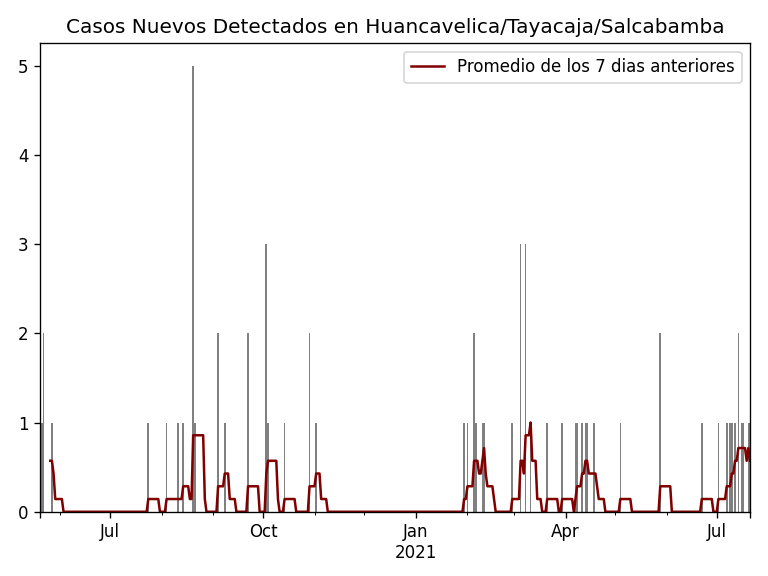 Casos Nuevos Detectados en Huancavelica/Tayacaja/Salcabamba
Promedio de los 7 dias anteriores
5
4
3
2
1
0
Jul
Oct
Jan
2021
Apr
Jul